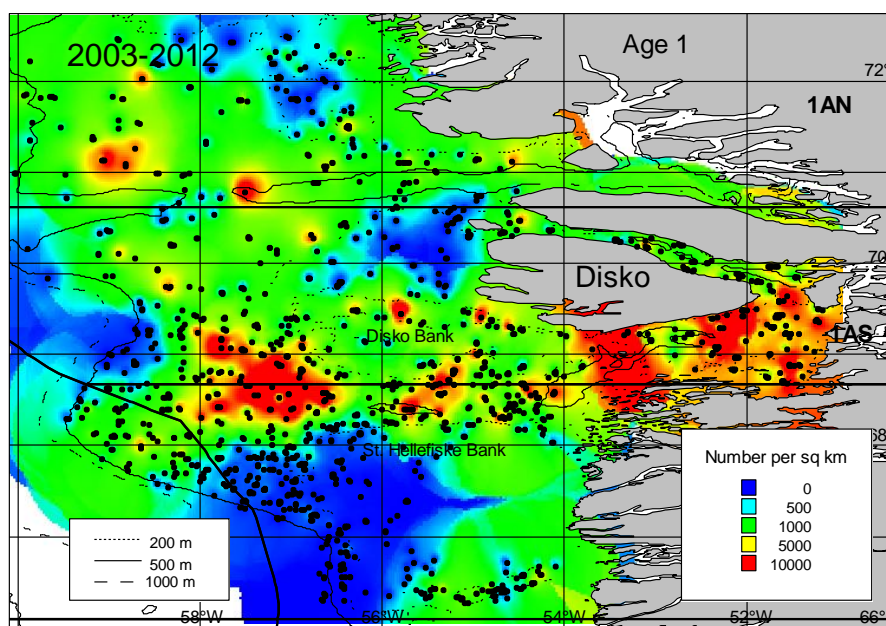 2003-2012
Age 1
72°
1AN
70
Disko
Disko Bank
1AS
68
St. Hellefiske Bank
Number per sq km
0
500
1000
5000
10000
200 m
500 m
1000 m
58°W
56°W
54°W
52°W
66°